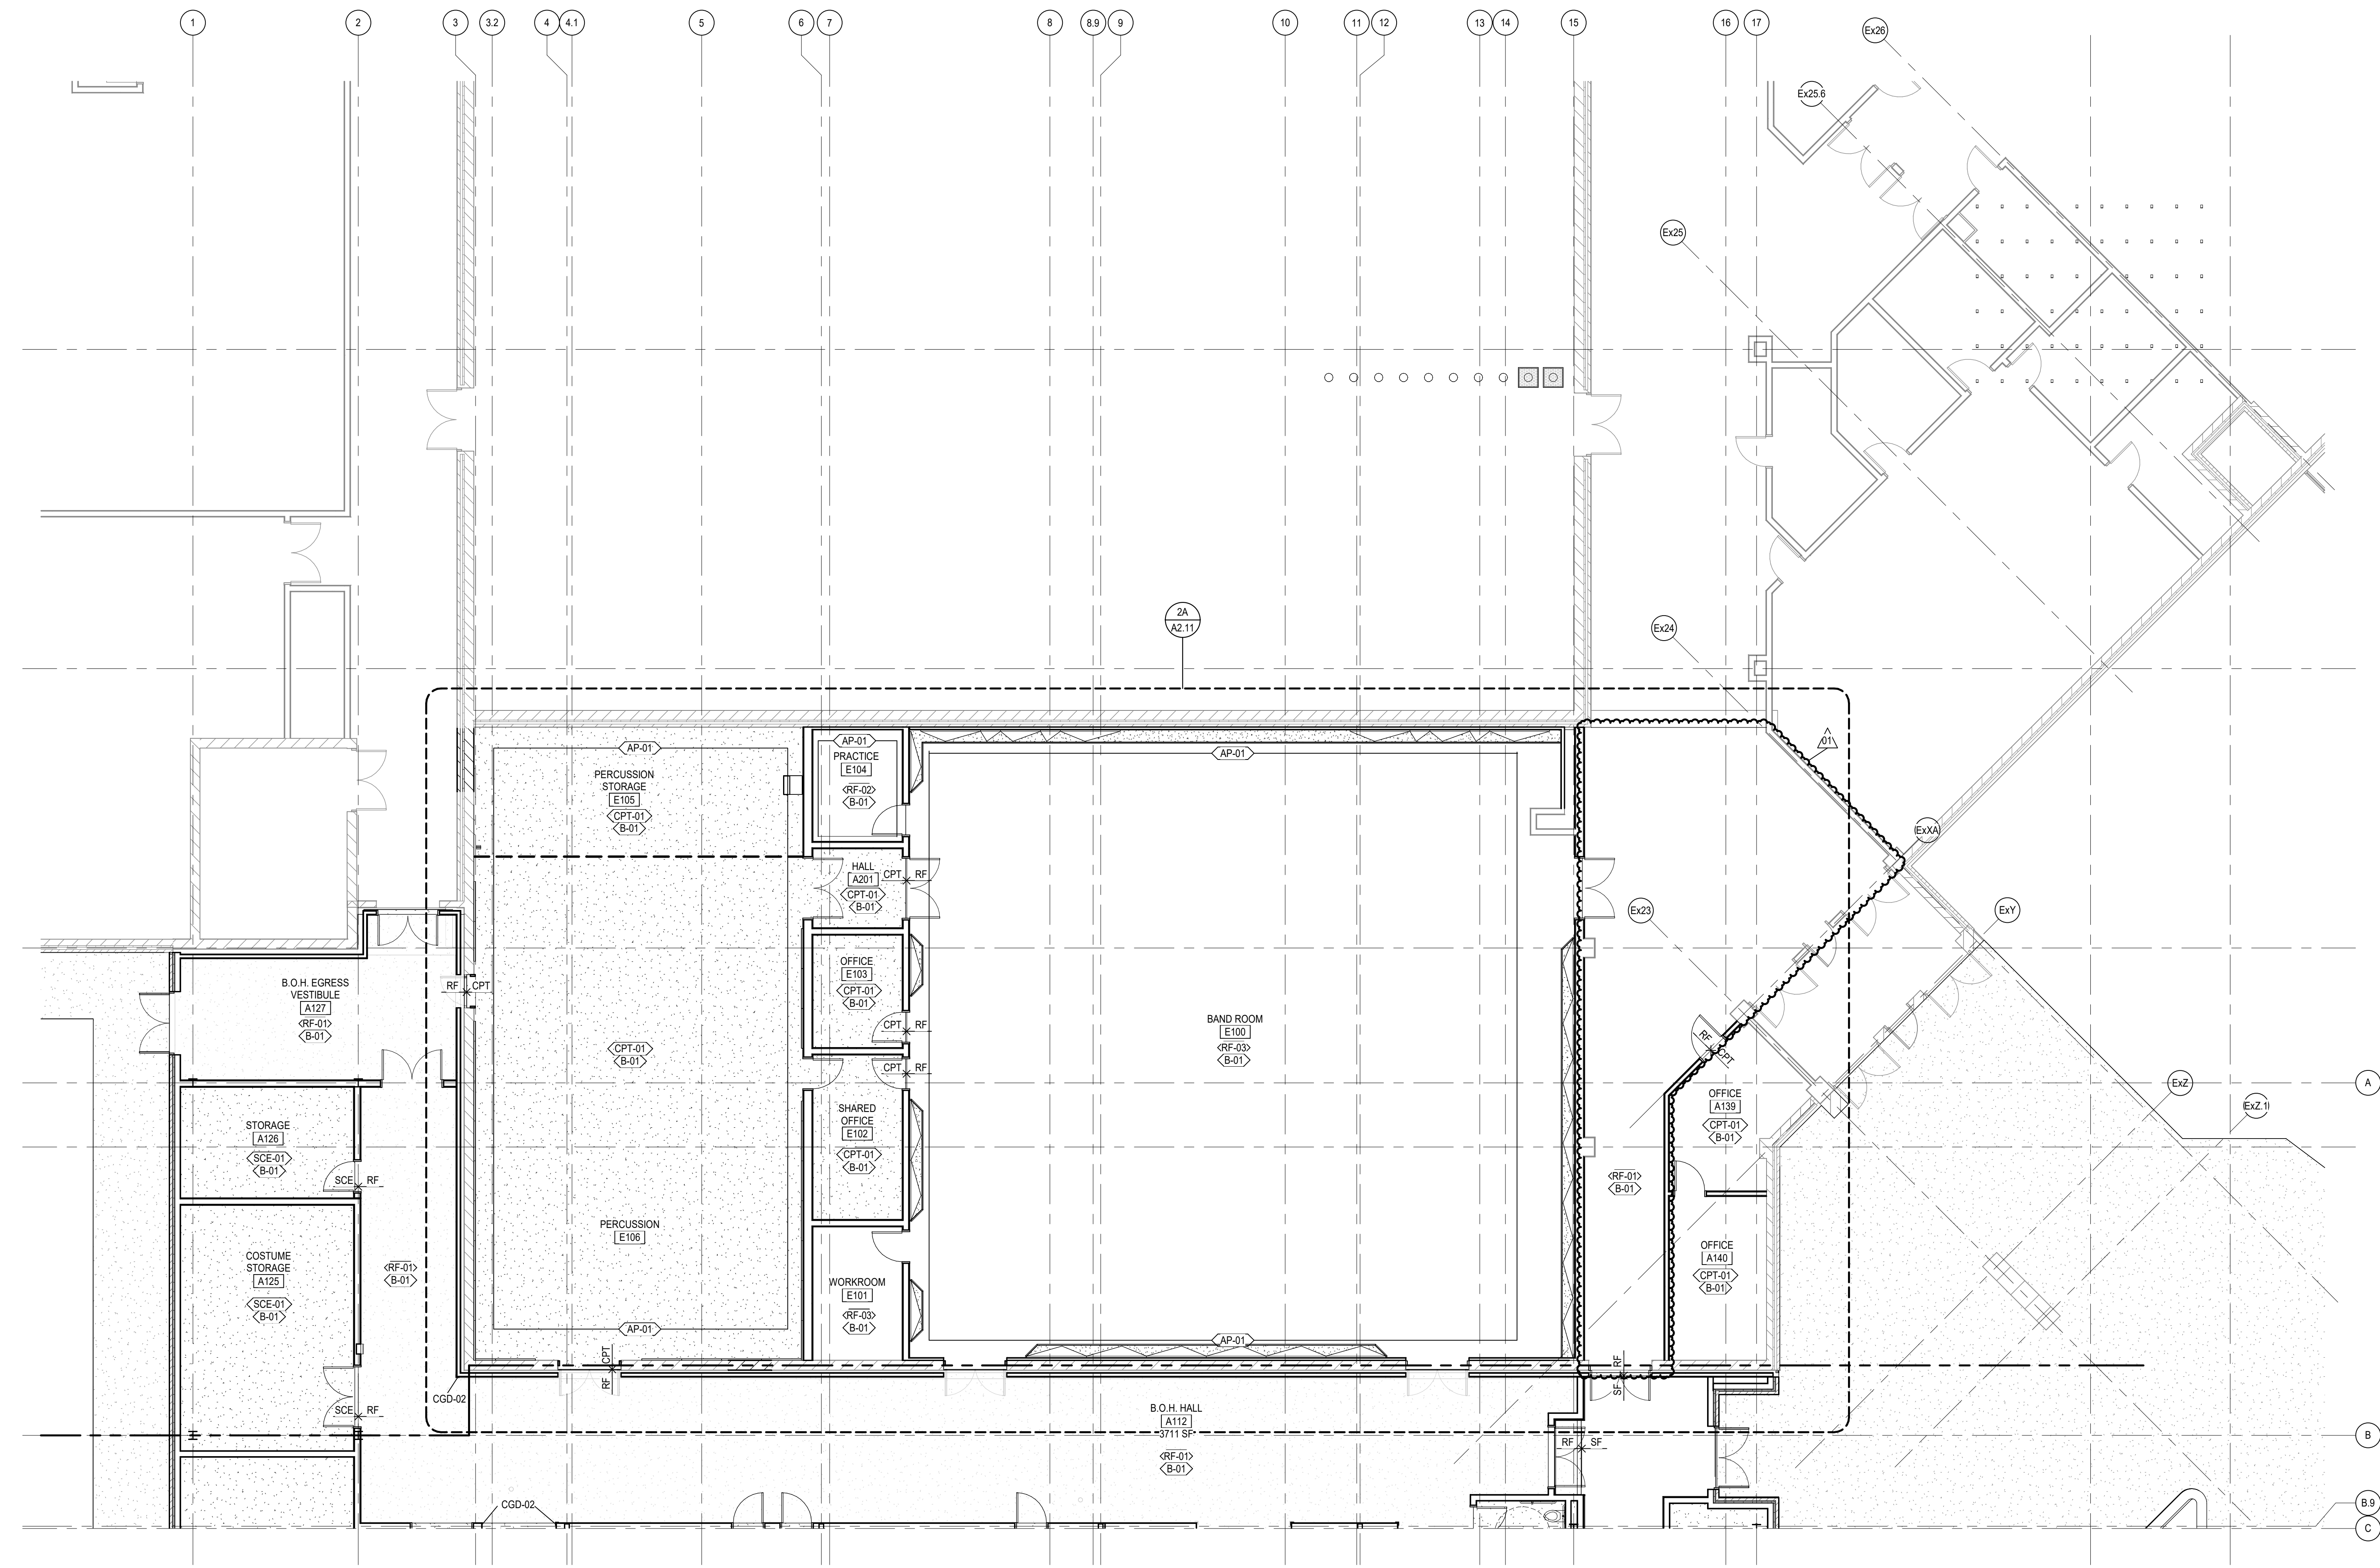 1
2
3
3.2
4
4.1
5
6
7
8
8.9
9
10
11
12
13
14
15
16
17
Ex26
Ex25.6
Ex25
2A
A2.11
Ex24
01
AP-01
PERCUSSION
STORAGE
E105
CPT-01
B-01
AP-01
PRACTICE
E104
RF-02
B-01
AP-01
HALL
A201
CPT-01
B-01
CPT RF
ExXA
Ex23
ExY
OFFICE
E103
CPT-01
B-01
CPT RF
B.O.H. EGRESS
VESTIBULE
A127
RF-01
B-01
RF CPT
CPT-01
B-01
BAND ROOM
E100
RF-03
B-01
RF CPT
CPT RF
A
ExZ
ExZ.1
SHARED
OFFICE
E102
CPT-01
B-01
OFFICE
A139
CPT-01
B-01
STORAGE
A126
SCE-01
B-01
SCE RF
RF-01
B-01
PERCUSSION
E106
COSTUME
STORAGE
A125
SCE-01
B-01
RF-01
B-01
WORKROOM
E101
RF-03
B-01
OFFICE
A140
CPT-01
B-01
AP-01
AP-01
RF CPT
SF RF
CGD-02
SCE RF
B.O.H. HALL
A112
3711 SF
RF-01
B-01
RF SF
B
CGD-02
B.9
C